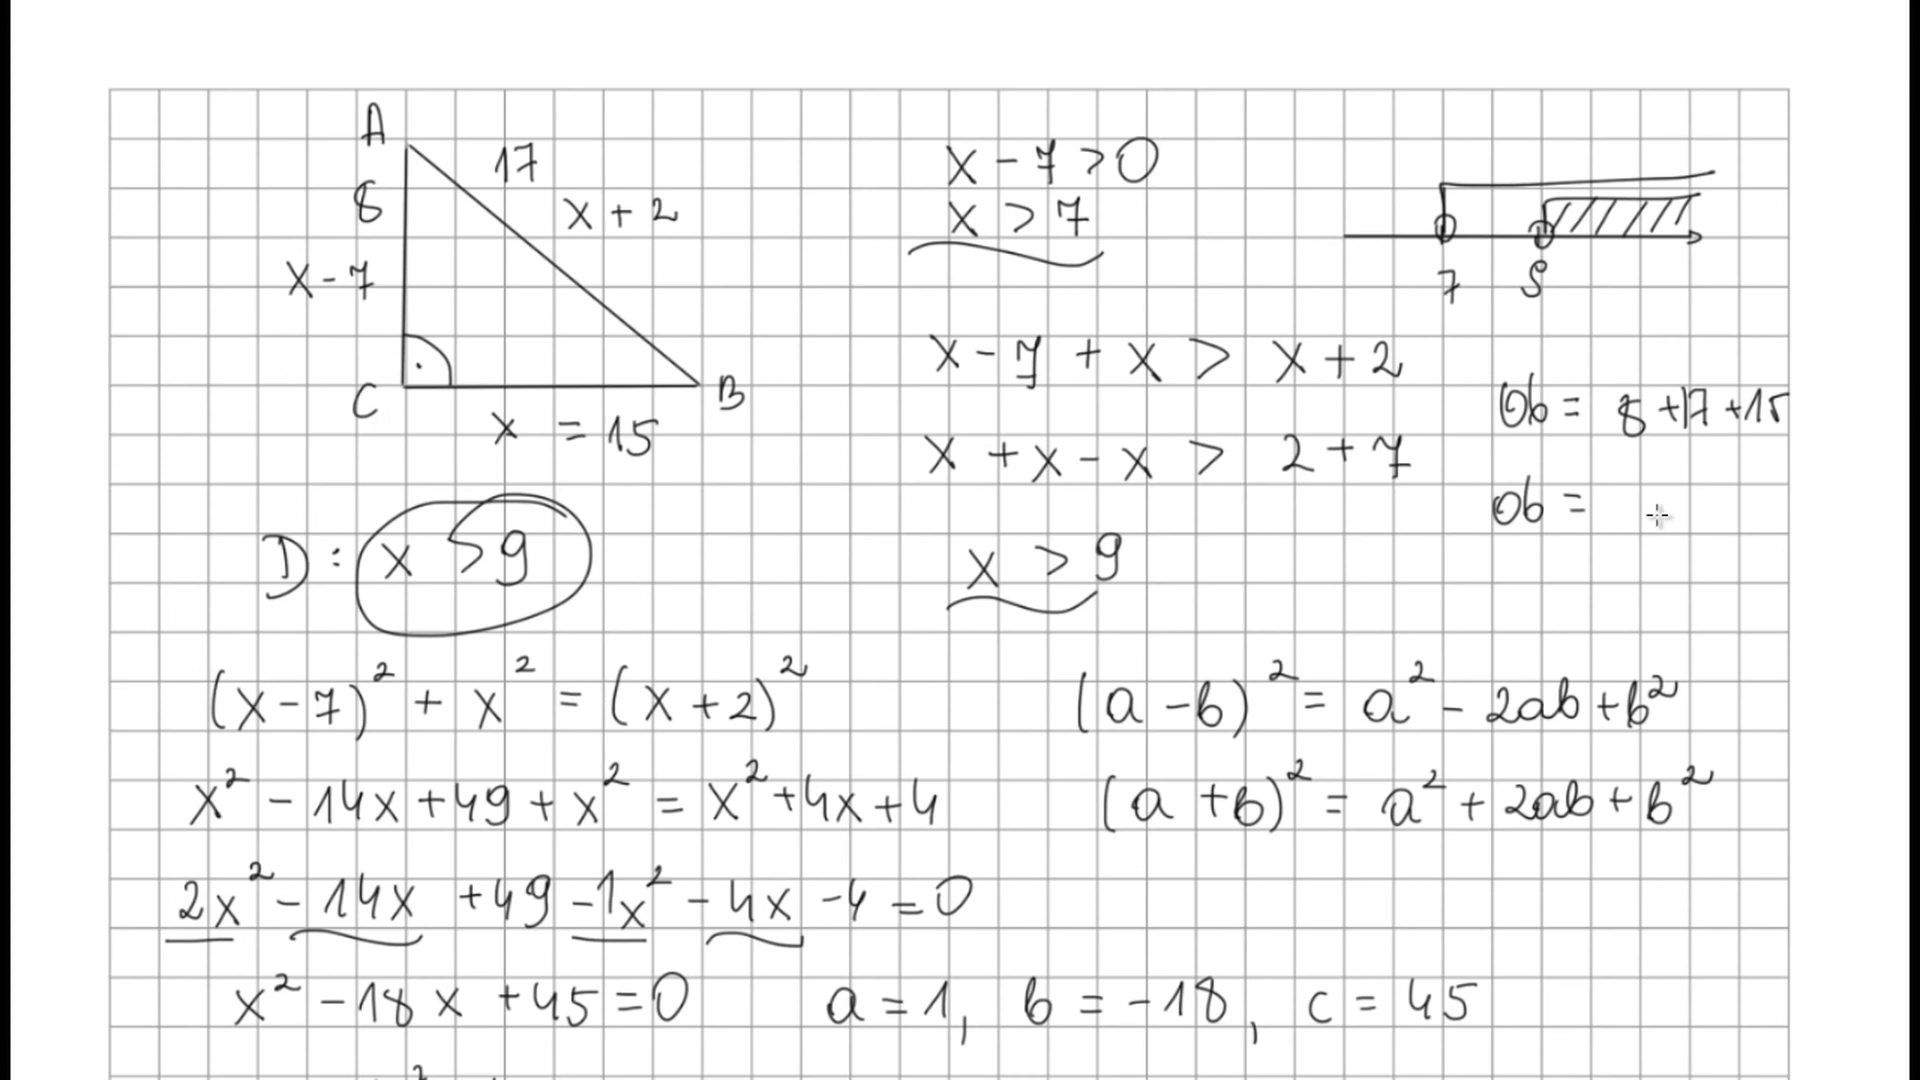 A
17
8
x + 2
x - 7
C
B
x = 15
x - 7 > 0
x > 7
7 9
x - 7 + x > x + 2
Ob = 8 + 17 + 15
x + x - x > 2 + 7
Ob =
D : x > 9
x > 9
(x - 7)² + x² = (x + 2)²
(a - b)² = a² - 2ab + b²
x² - 14x + 49 + x² = x² + 4x + 4
(a + b)² = a² + 2ab + b²
2x² - 14x + 49 - 1x² - 4x - 4 = 0
x² - 18x + 45 = 0
a = 1, b = -18, c = 45